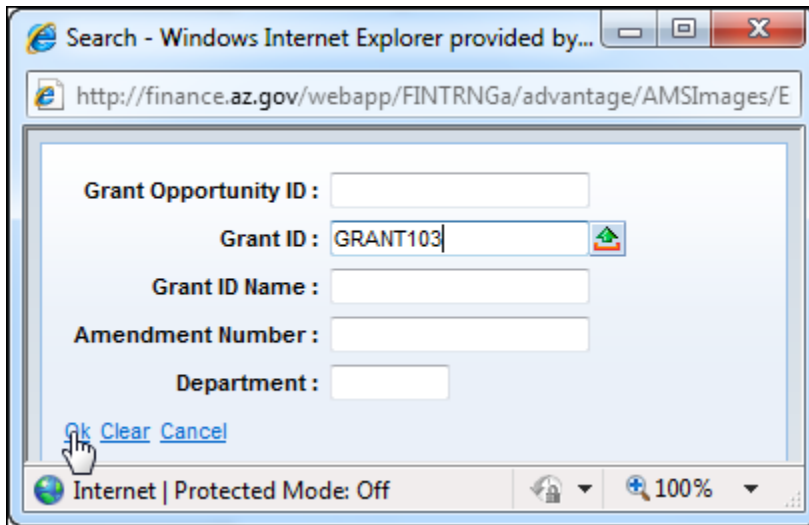 Search - Windows Internet Explorer provided by...
http://finance.az.gov/webapp/FINTRNGa/advantage/AMSImages/E
Grant Opportunity ID :
Grant ID : GRANT103
Grant ID Name :
Amendment Number :
Department :
Ok Clear Cancel
Internet | Protected Mode: Off 100%